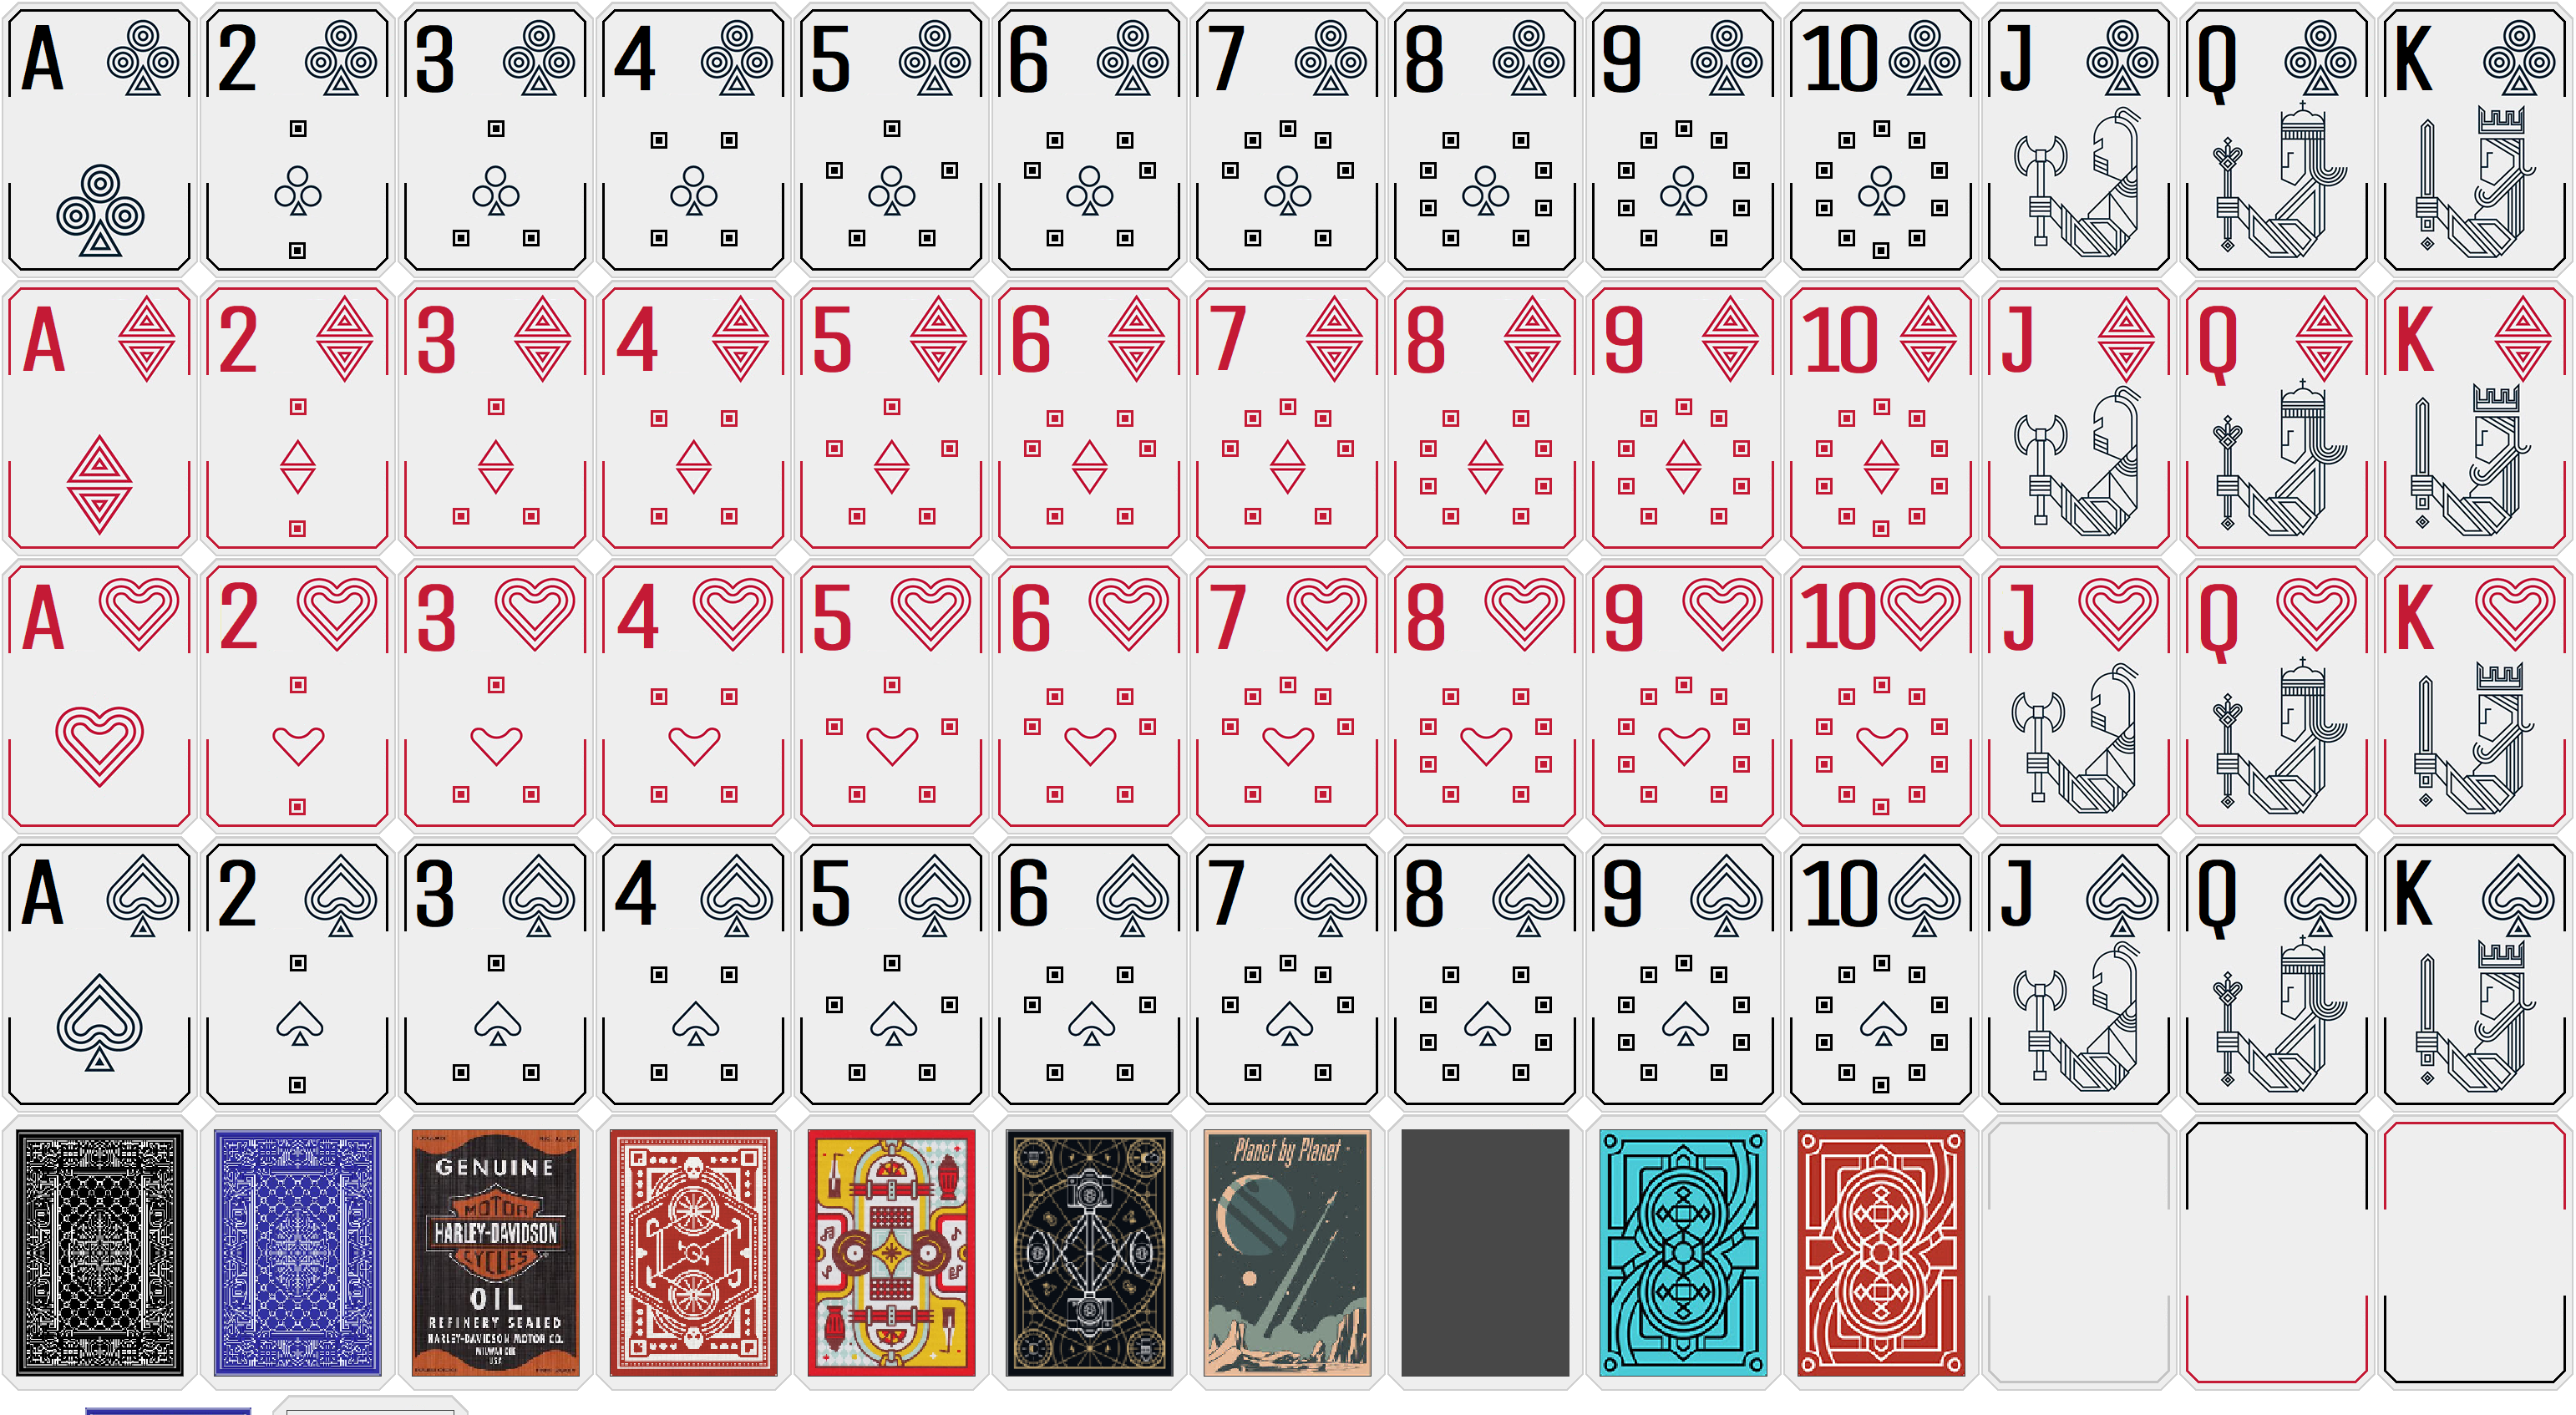 A 2 3 4 5 6 7 8 9 10 J Q K
A 2 3 4 5 6 7 8 9 10 J Q K
A 2 3 4 5 6 7 8 9 10 J Q K
A 2 3 4 5 6 7 8 9 10 J Q K
GENUINE
MOTOR
HARLEY-DAVIDSON
CYCLES
OIL
REFINERY SEALED
HARLEY-DAVIDSON MOTOR CO.
USA
Planet by Planet